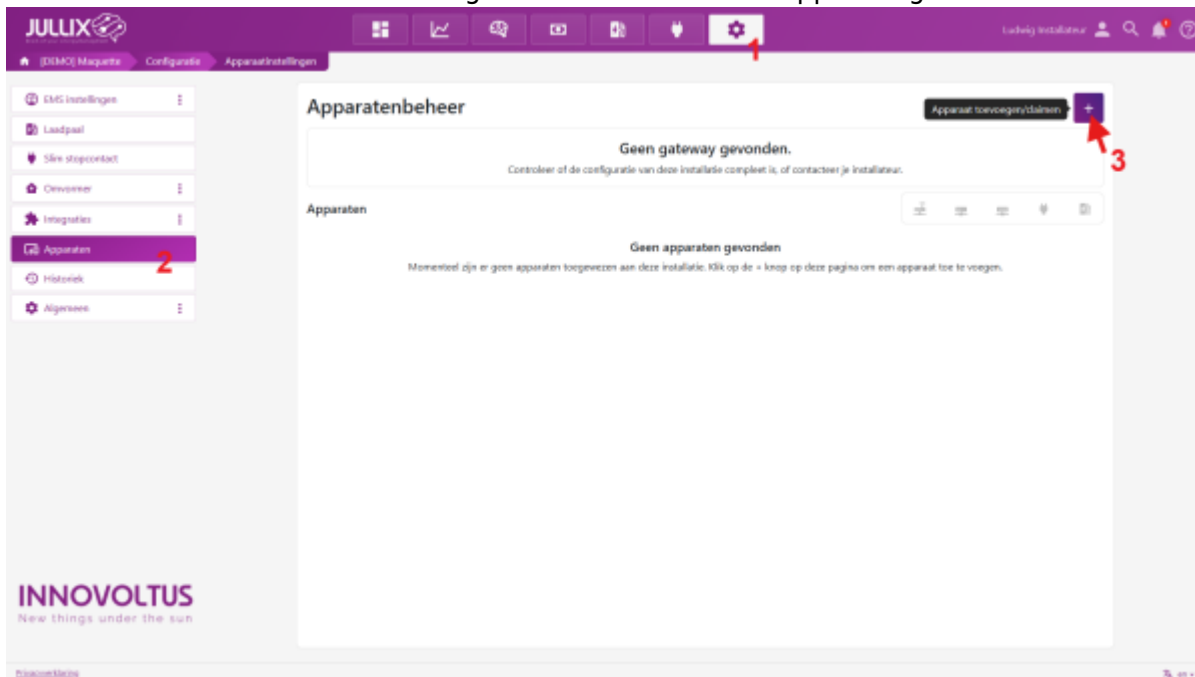 JULLIX
1
Ludwig Installateur
[DEMO] Maquette
Configuratie
Apparaatinstellingen
EMS instellingen
Laadpaal
Slim stopcontact
Omvormer
Integraties
Apparaten
2
Historiek
Algemeen
Apparatenbeheer
Apparaat toevoegen/claimen
+
3
Geen gateway gevonden.
Controleer of de configuratie van deze installatie compleet is, of contacteer je installateur.
Apparaten
Geen apparaten gevonden
Momenteel zijn er geen apparaten toegewezen aan deze installatie. Klik op de + knop op deze pagina om een apparaat toe te voegen.
INNOVOLTUS
New things under the sun
Privacyverklaring